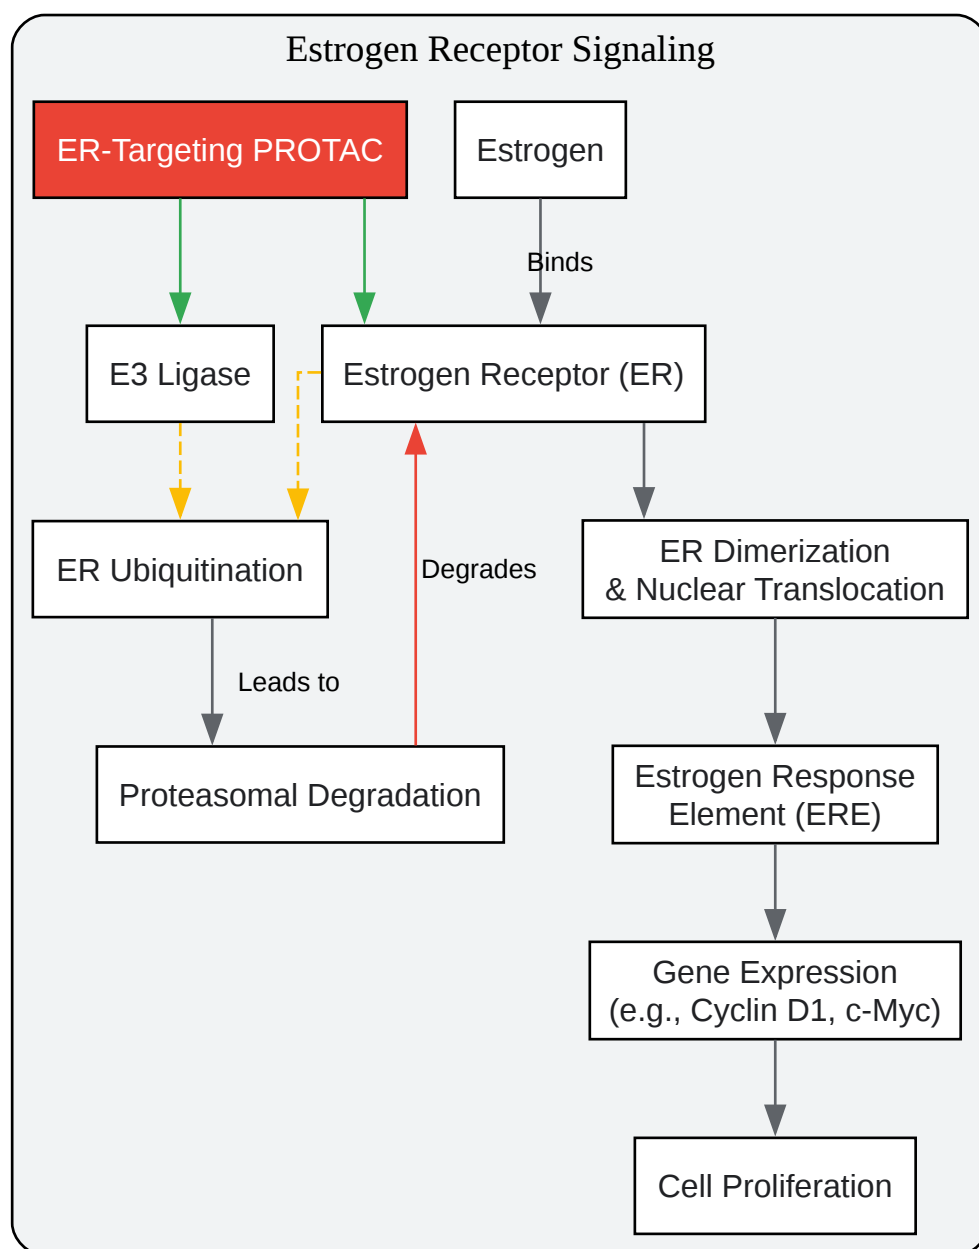 Estrogen Receptor Signaling
ER-Targeting PROTAC
Estrogen
Binds
E3 Ligase
Estrogen Receptor (ER)
ER Ubiquitination
Degrades
ER Dimerization
& Nuclear Translocation
Leads to
Proteasomal Degradation
Estrogen Response
Element (ERE)
Gene Expression
(e.g., Cyclin D1, c-Myc)
Cell Proliferation